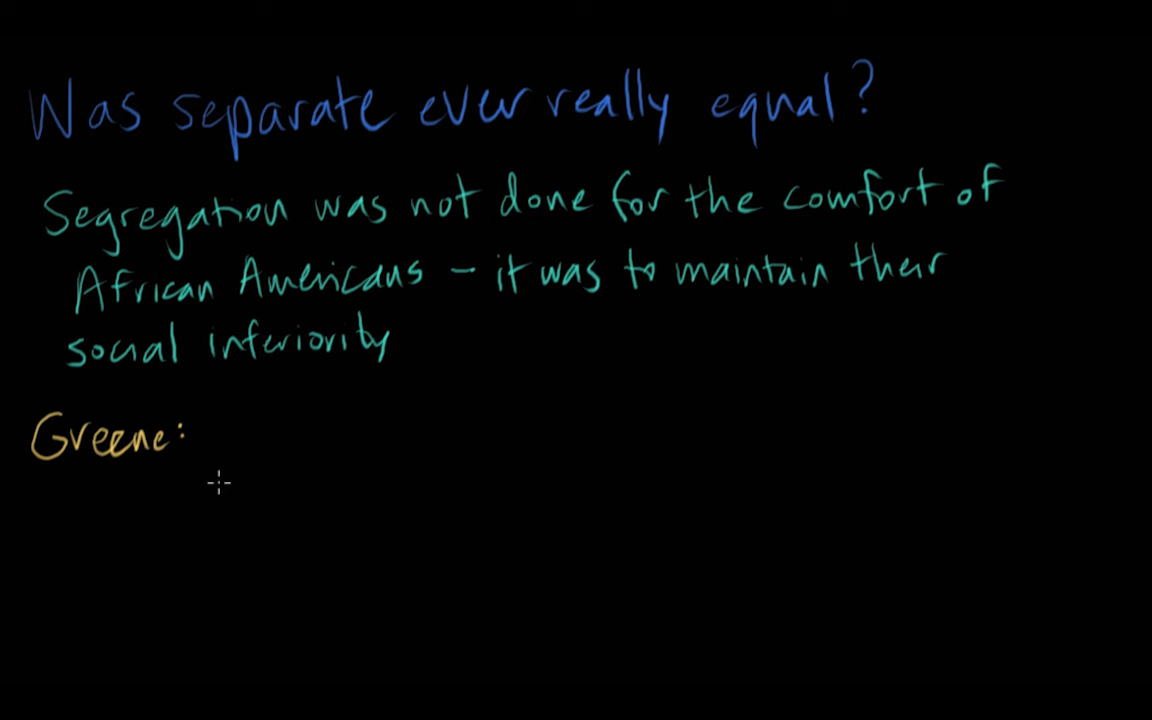 Was separate ever really equal?
Segregation was not done for the comfort of
African Americans – it was to maintain their
social inferiority
Greene: